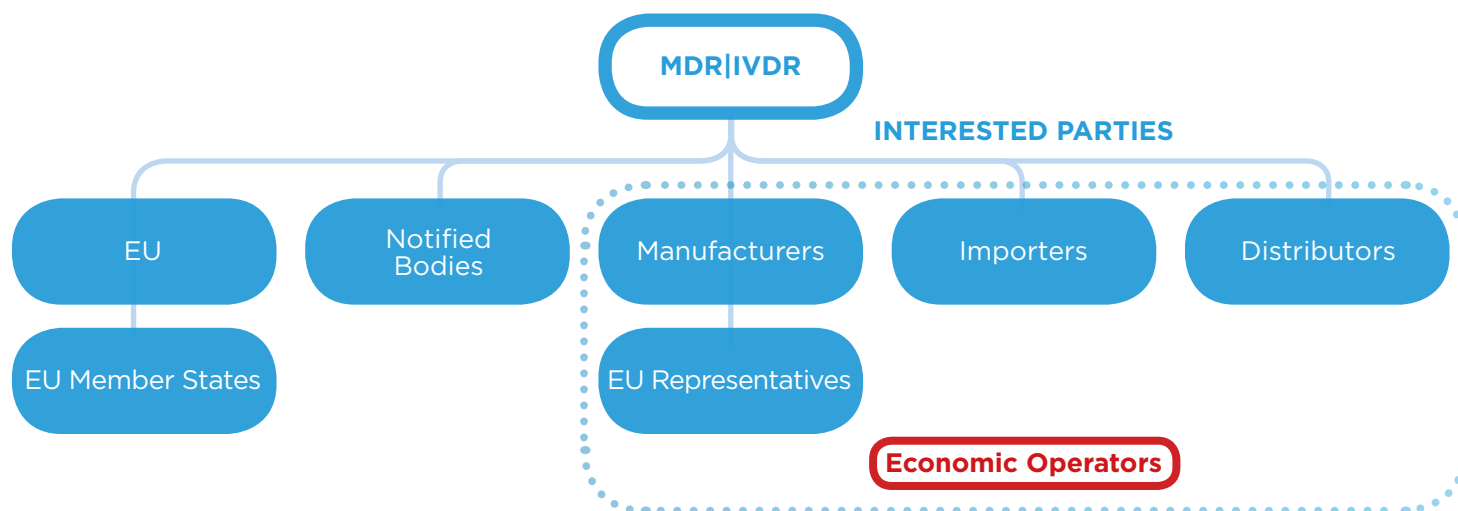 MDR|IVDR
INTERESTED PARTIES
EU
Notified
Bodies
Manufacturers
Importers
Distributors
EU Member States
EU Representatives
Economic Operators